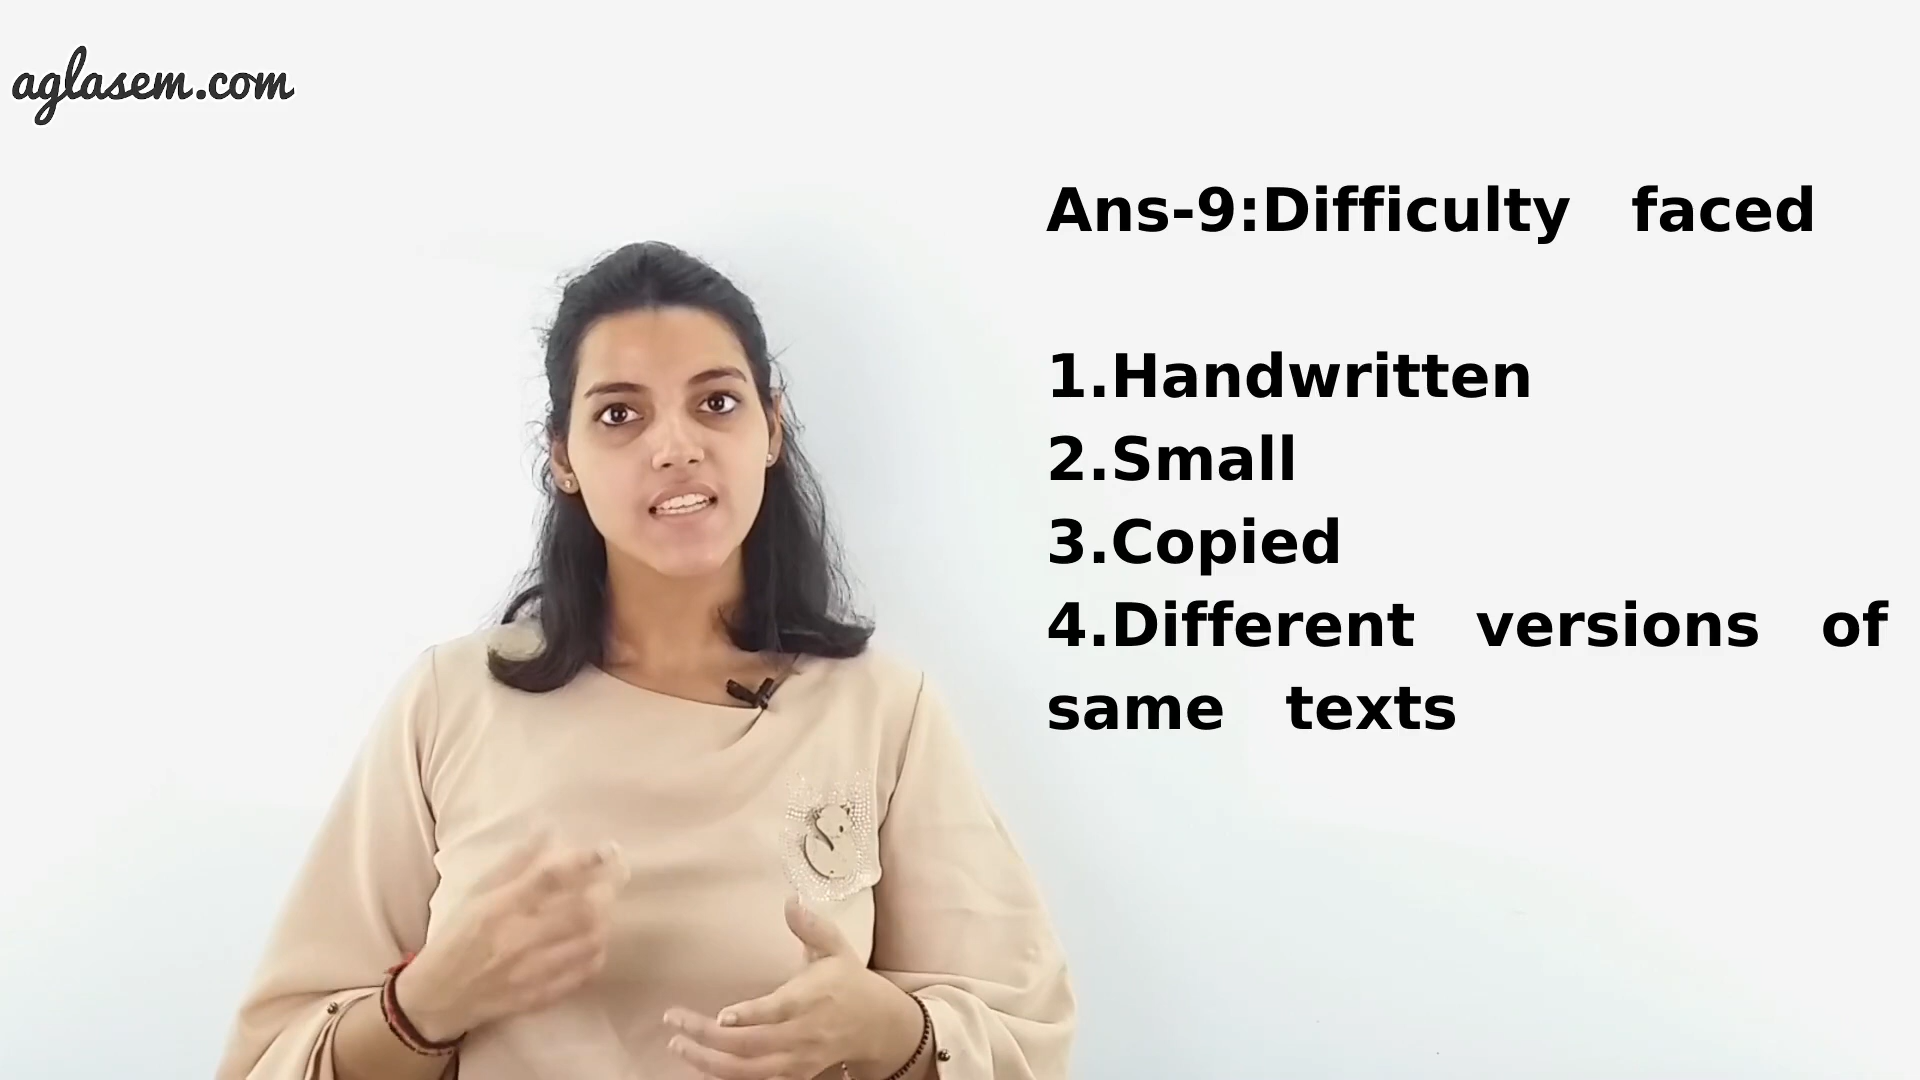 aglasem.com
Ans-9:Difficulty faced
1.Handwritten
2.Small
3.Copied
4.Different versions of
same texts